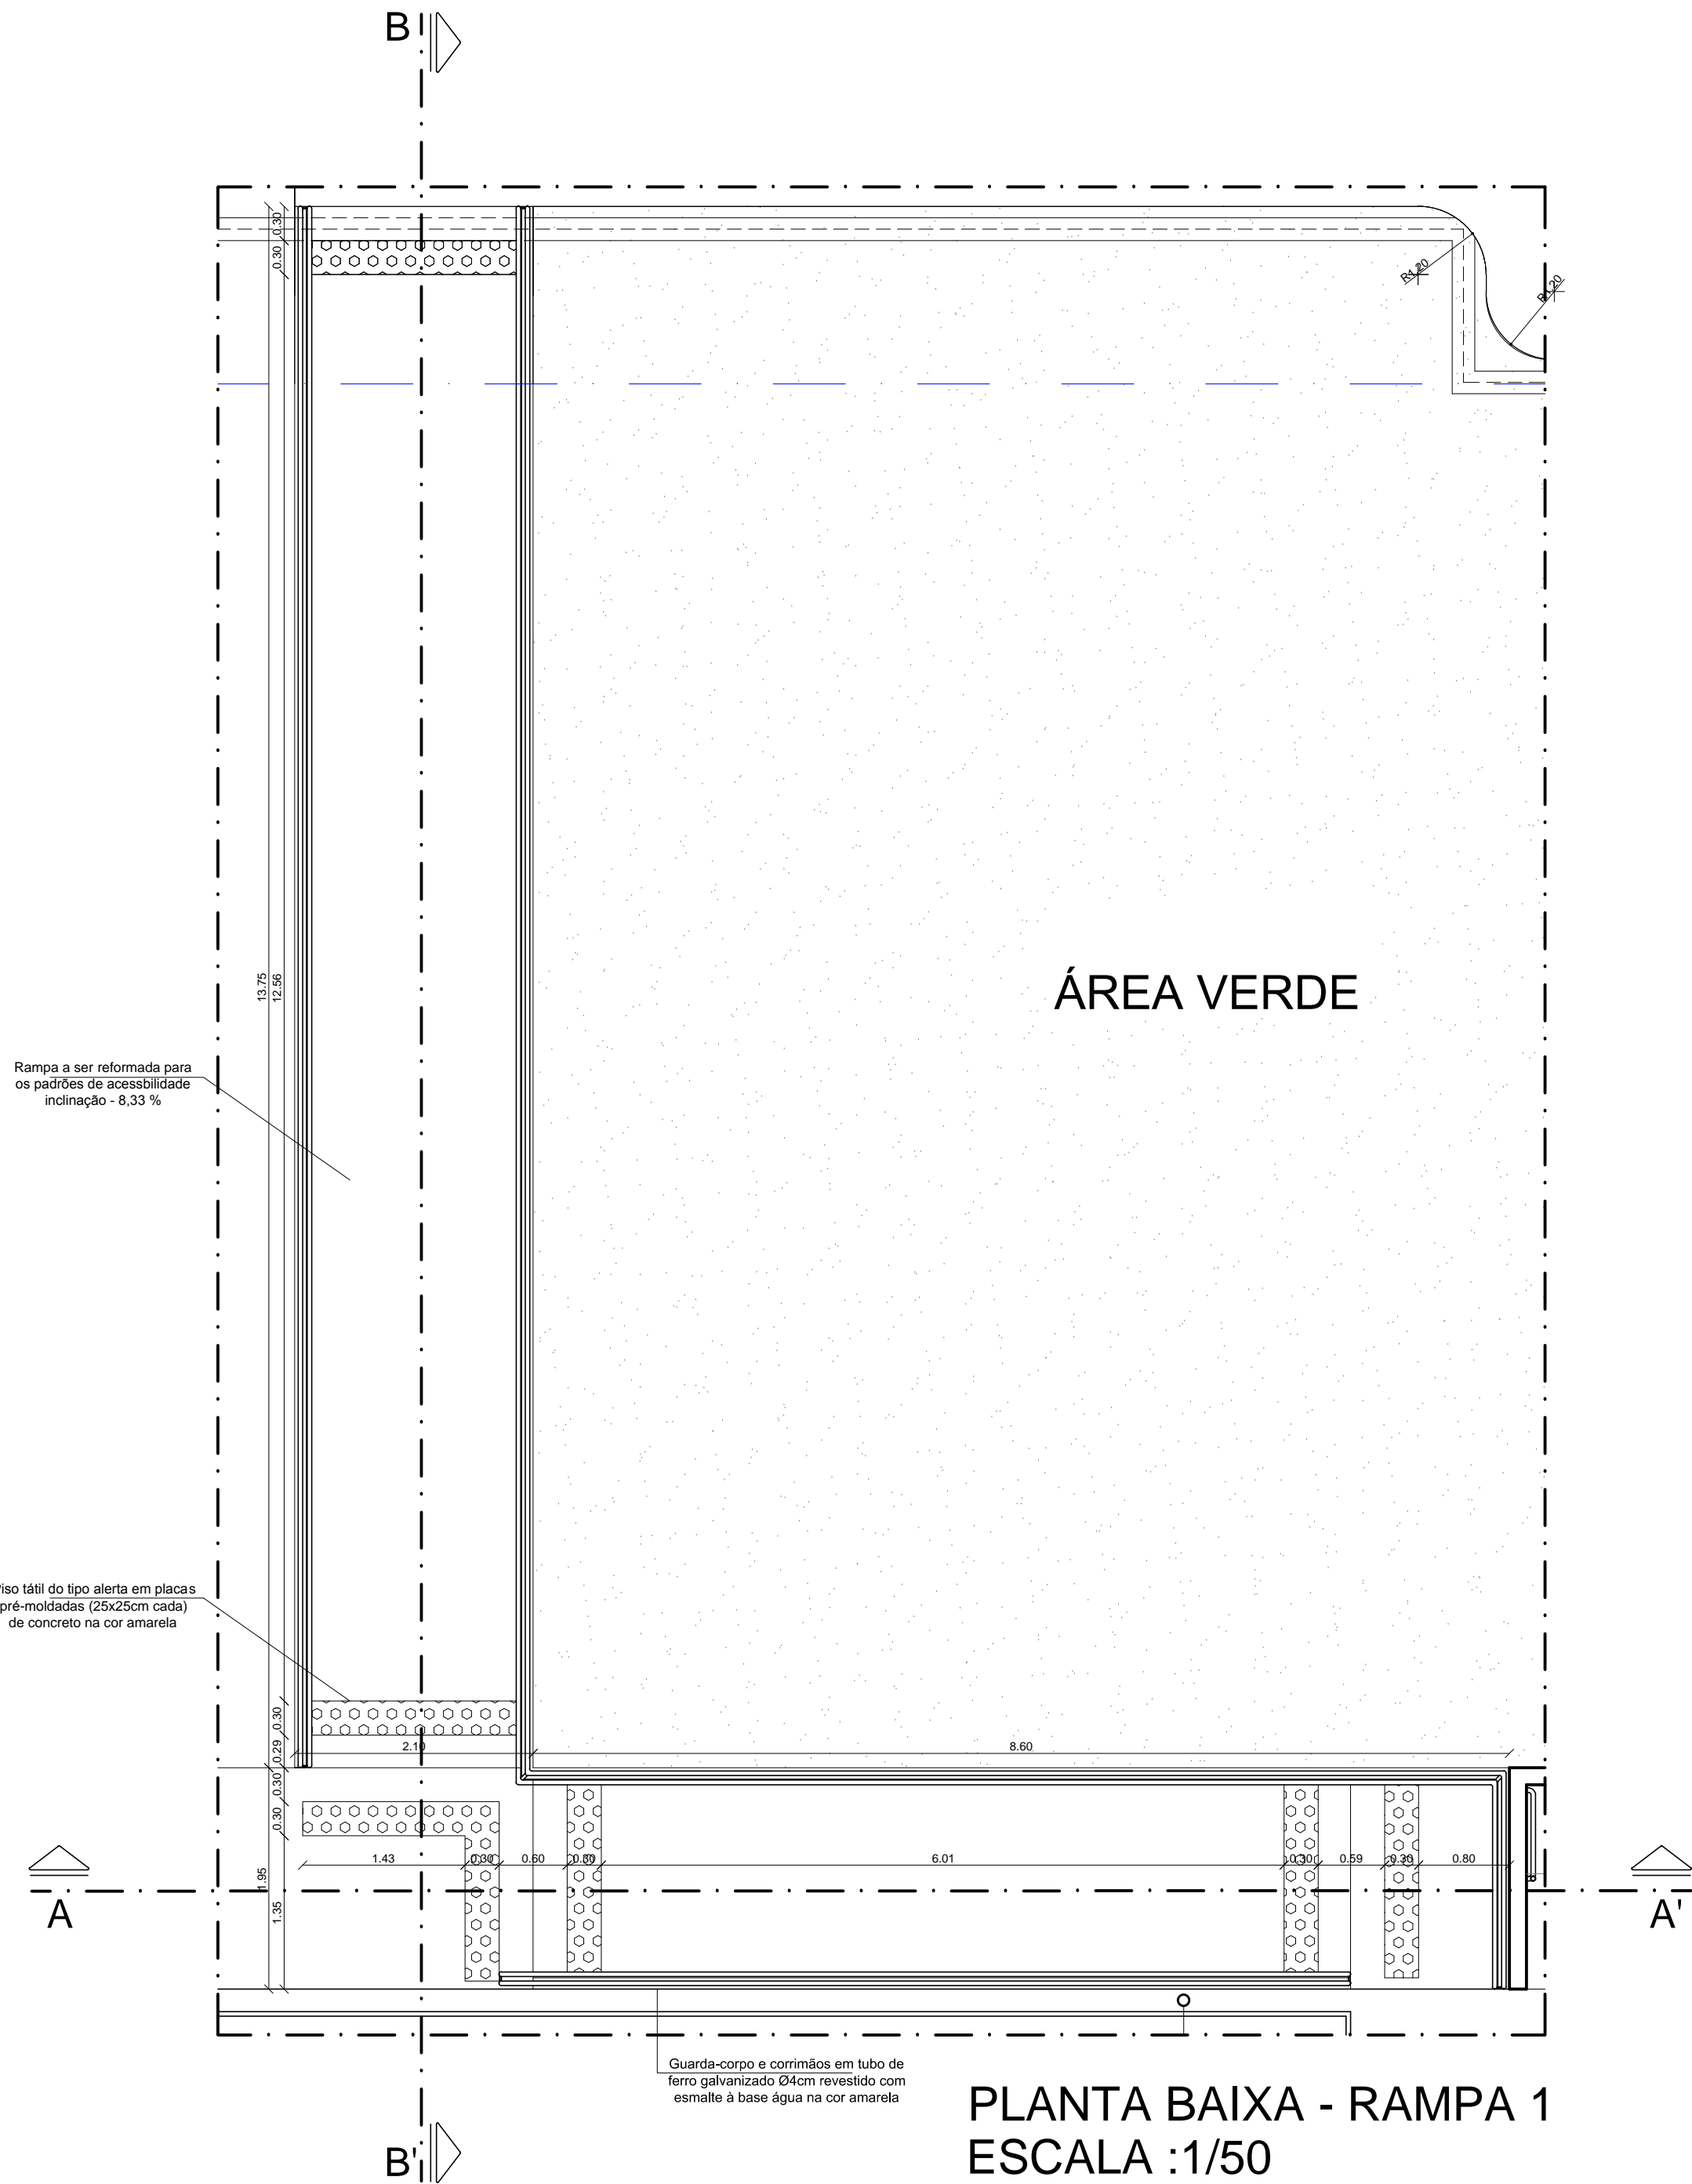 B
0.30
0.30
R1.20
R1.20
13.75
12.56
ÁREA VERDE
Rampa a ser reformada para
os padrões de acessbilidade
inclinação - 8,33 %
iso tátil do tipo alerta em placas
pré-moldadas (25x25cm cada)
de concreto na cor amarela
0.30
0.29
2.10
8.60
0.30
0.30
1.43
0.30
0.60
0.30
6.01
0.30
0.59
0.30
0.80
1.95
1.35
A
A'
Guarda-corpo e corrimãos em tubo de
ferro galvanizado Ø4cm revestido com
esmalte à base água na cor amarela
PLANTA BAIXA - RAMPA 1
ESCALA :1/50
B'